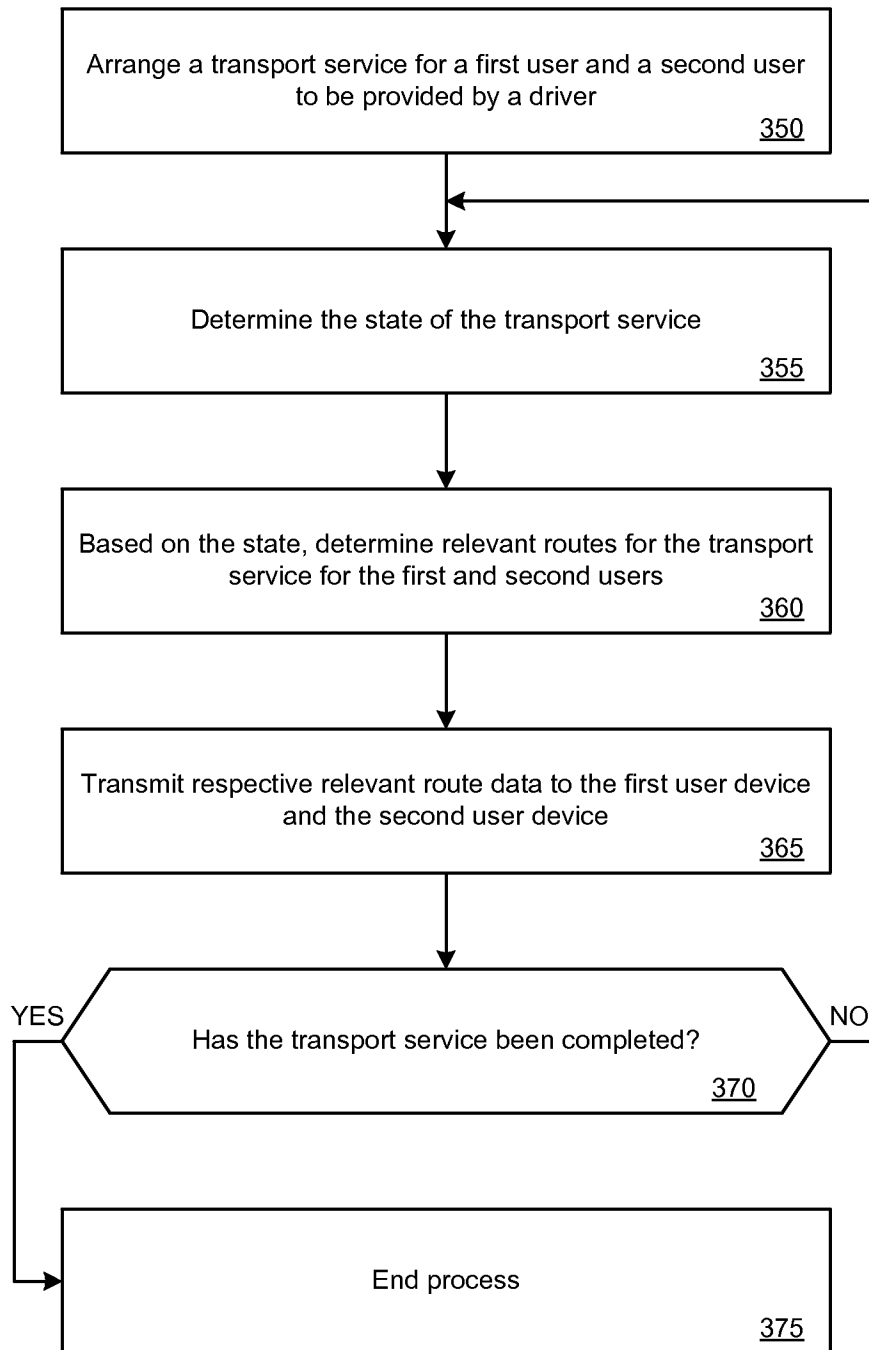 Arrange a transport service for a first user and a second user
to be provided by a driver
350
Determine the state of the transport service
355
Based on the state, determine relevant routes for the transport
service for the first and second users
360
Transmit respective relevant route data to the first user device
and the second user device
365
YES
NO
Has the transport service been completed?
370
End process
375